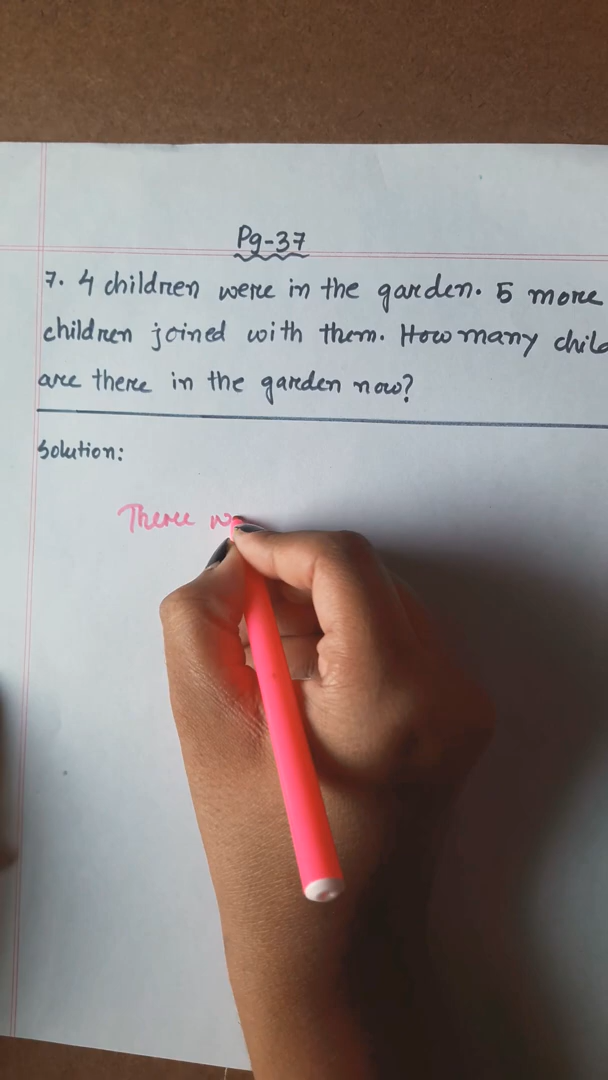 Pg-37
7. 4 children were in the garden. 5 more
children joined with them. How many
are there in the garden now?
Solution:
There